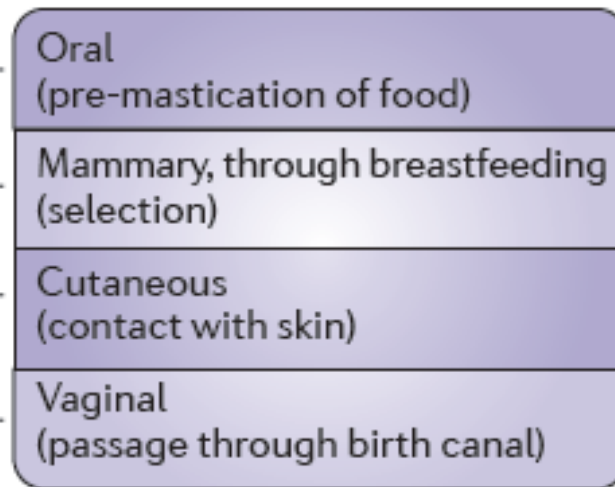 Oral
(pre-mastication of food)
Mammary, through breastfeeding
(selection)
Cutaneous
(contact with skin)
Vaginal
(passage through birth canal)